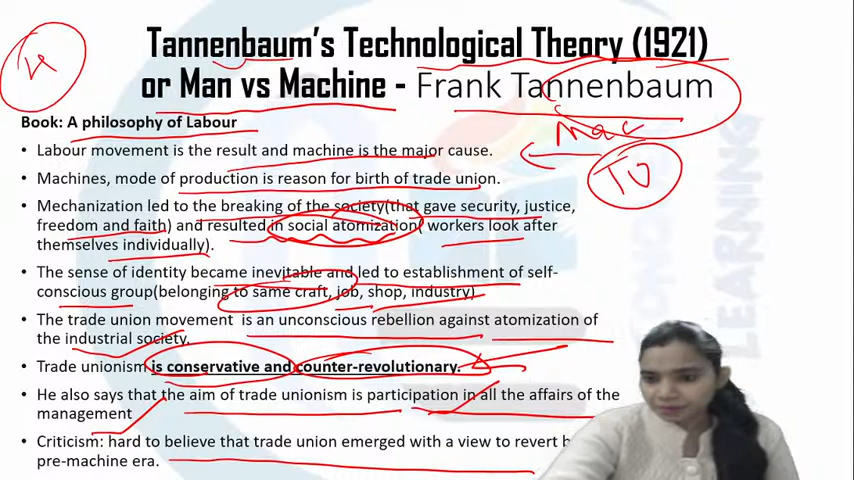 Tannenbaum's Technological Theory (1921)
or Man vs Machine - Frank Tannenbaum
Book: A philosophy of Labour
Mac
• Labour movement is the result and machine is the major cause.
TU
• Machines, mode of production is reason for birth of trade union.
• Mechanization led to the breaking of the society(that gave security, justice,
freedom and faith) and resulted in social atomization( workers look after
themselves individually).
• The sense of identity became inevitable and led to establishment of self-
conscious group(belonging to same craft, job, shop, industry)
• The trade union movement is an unconscious rebellion against atomization of
the industrial society.
• Trade unionism is conservative and counter-revolutionary.
• He also says that the aim of trade unionism is participation in all the affairs of the
management
• Criticism: hard to believe that trade union emerged with a view to revert b
pre-machine era.
LEARNING